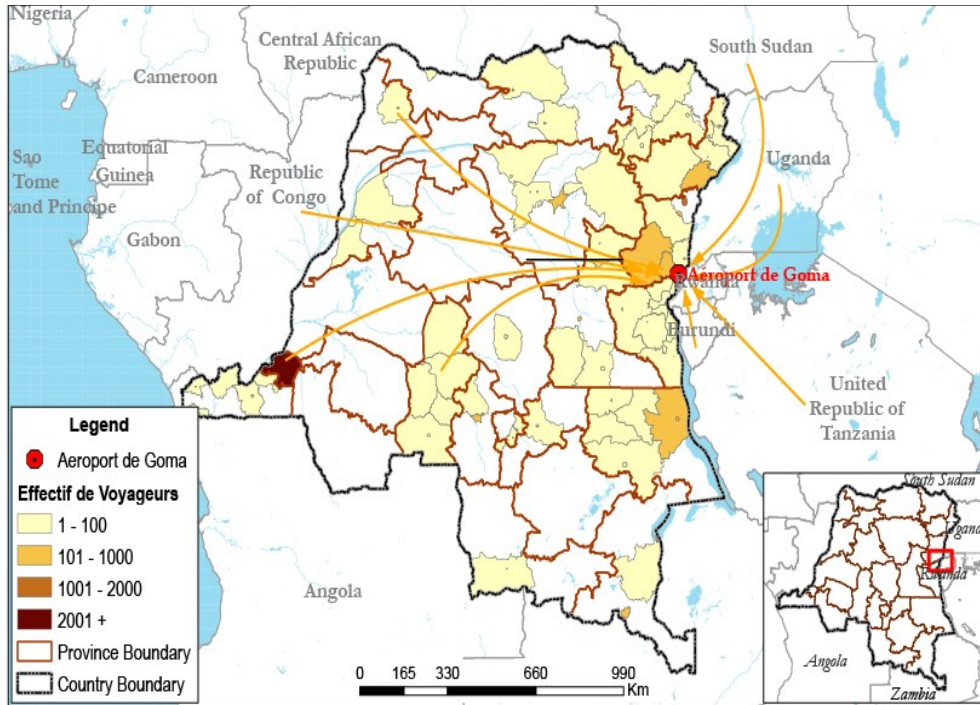 Nigeria
Central African
Republic
South Sudan
Cameroon
Equatorial
Guinea
Sao
Tome
and Principe
Republic
of Congo
Uganda
Gabon
Aeroport de Goma
Rwanda
Burundi
United
Republic of
Tanzania
Angola
Legend
Aeroport de Goma
Effectif de Voyageurs
1 - 100
101 - 1000
1001 - 2000
2001 +
Province Boundary
Country Boundary
0 165 330 660 990
Km
South Sudan
Ugand
Rwanda
Angola
Zambia